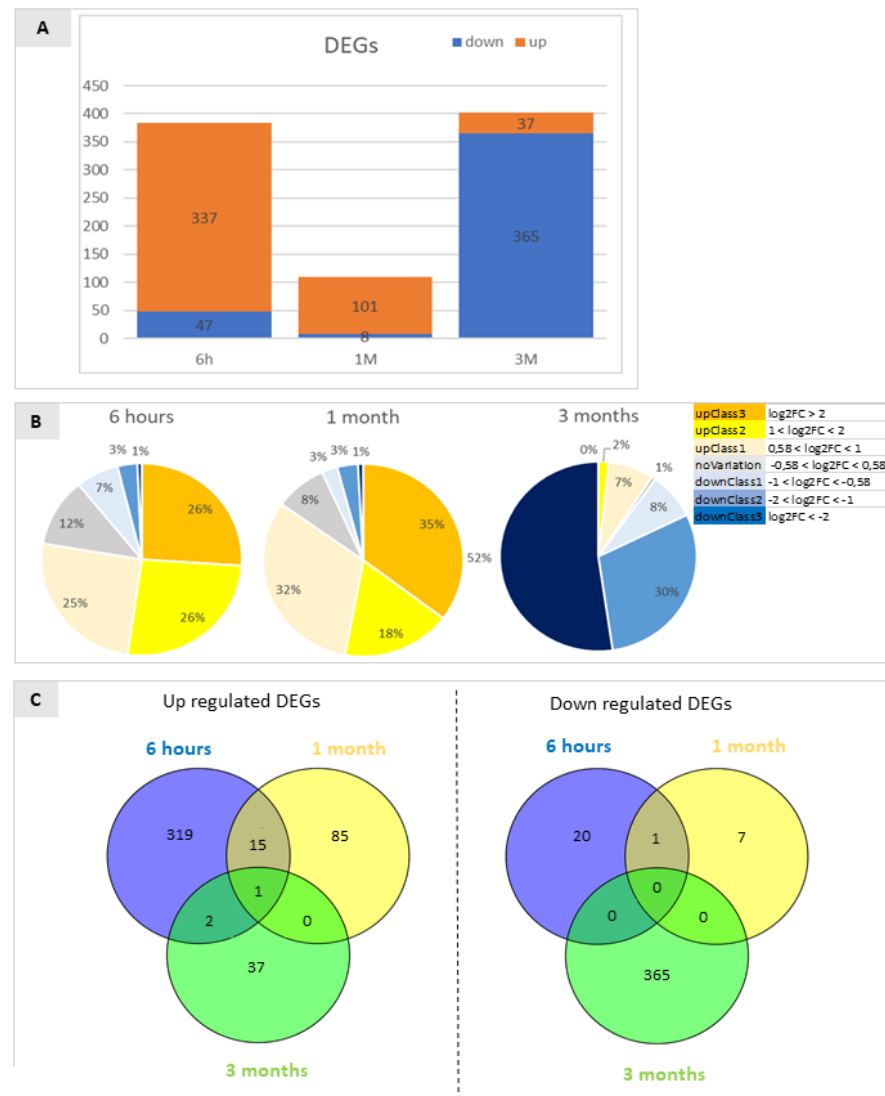 A
DEGs
down up
450
400
350
300
250
200
150
100
50
0
337
47
101
8
37
365
6h 1M 3M
B
6 hours
1 month
3 months
3% 1%
7%
12%
25%
26%
26%
3% 3% 1%
8%
32%
18%
35%
0% 2%
7%
1%
8%
30%
52%
upClass3 log2FC > 2
upClass2 1 < log2FC < 2
upClass1 0,58 < log2FC < 1
noVariation -0,58 < log2FC < 0,58
downClass1 -1 < log2FC < -0,58
downClass2 -2 < log2FC < -1
downClass3 log2FC < -2
C
Up regulated DEGs
6 hours 1 month
319
15
85
1
2
0
37
3 months
Down regulated DEGs
6 hours 1 month
20
1
7
0
0
0
365
3 months